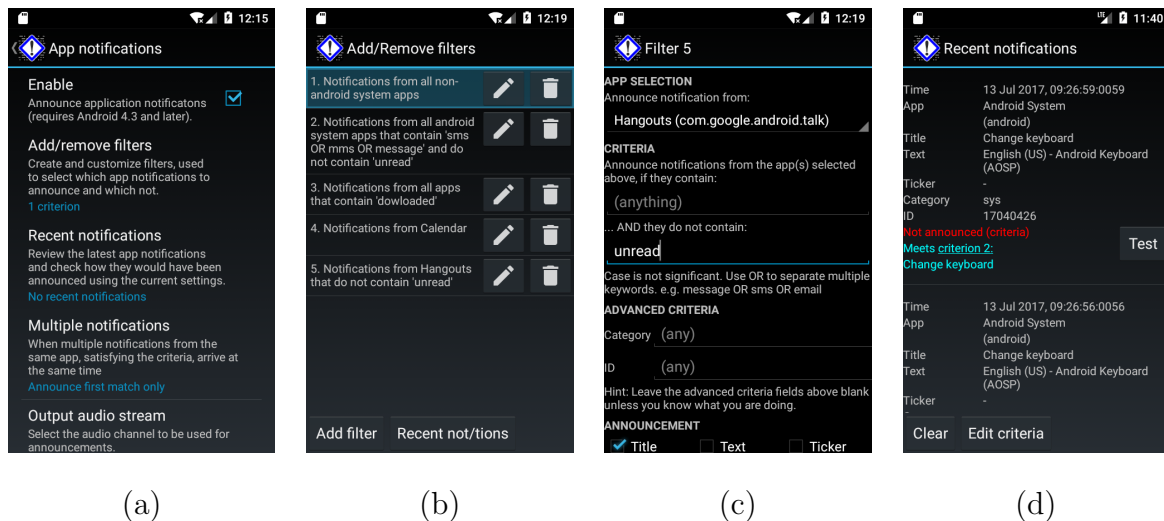 12:15
App notifications
Enable
Announce application notificatons
(requires Android 4.3 and later).
Add/remove filters
Create and customize filters, used
to select which app notifications to
announce and which not.
1 criterion
Recent notifications
Review the latest app notifications
and check how they would have been
announced using the current settings.
No recent notifications
Multiple notifications
When multiple notifications from the
same app, satisfying the criteria, arrive at
the same time
Announce first match only
Output audio stream
Select the audio channel to be used for
announcements.
(a)
12:19
Add/Remove filters
1. Notifications from all non-
android system apps
2. Notifications from all android
system apps that contain 'sms
OR mms OR message' and do
not contain 'unread'
3. Notifications from all apps
that contain 'dowloaded'
4. Notifications from Calendar
5. Notifications from Hangouts
that do not contain 'unread'
Add filter Recent not/tions
(b)
12:19
Filter 5
APP SELECTION
Announce notification from:
Hangouts (com.google.android.talk)
CRITERIA
Announce notifications from the app(s) selected
above, if they contain:
(anything)
... AND they do not contain:
unread
Case is not significant. Use OR to separate multiple
keywords. e.g. message OR sms OR email
ADVANCED CRITERIA
Category (any)
ID (any)
Hint: Leave the advanced criteria fields above blank
unless you know what you are doing.
ANNOUNCEMENT
Title Text Ticker
(c)
LTE 11:40
Recent notifications
Time 13 Jul 2017, 09:26:59:0059
App Android System
(android)
Title Change keyboard
Text English (US) - Android Keyboard
(AOSP)
Ticker -
Category sys
ID 17040426
Not announced (criteria)
Meets criterion 2:
Change keyboard
Test
Time 13 Jul 2017, 09:26:56:0056
App Android System
(android)
Title Change keyboard
Text English (US) - Android Keyboard
(AOSP)
Ticker -
Clear Edit criteria
(d)